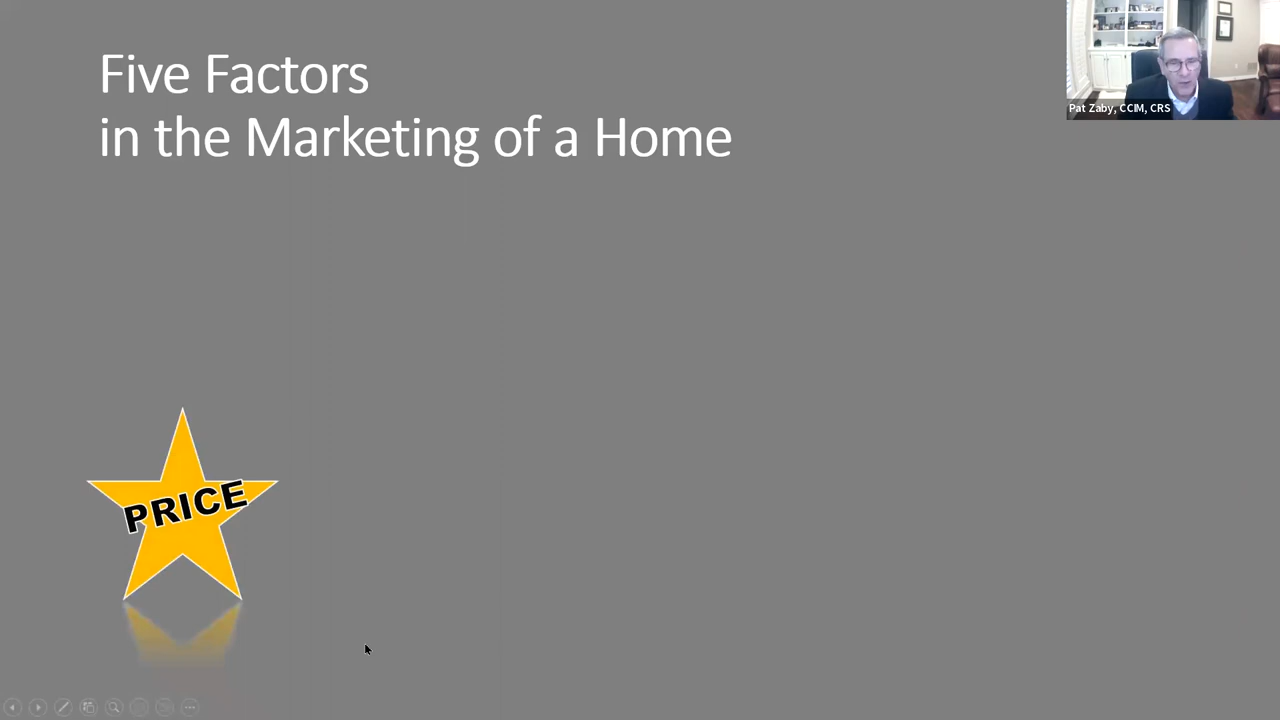 Five Factors
in the Marketing of a Home
Pat Zaby, CCIM, CRS
PRICE